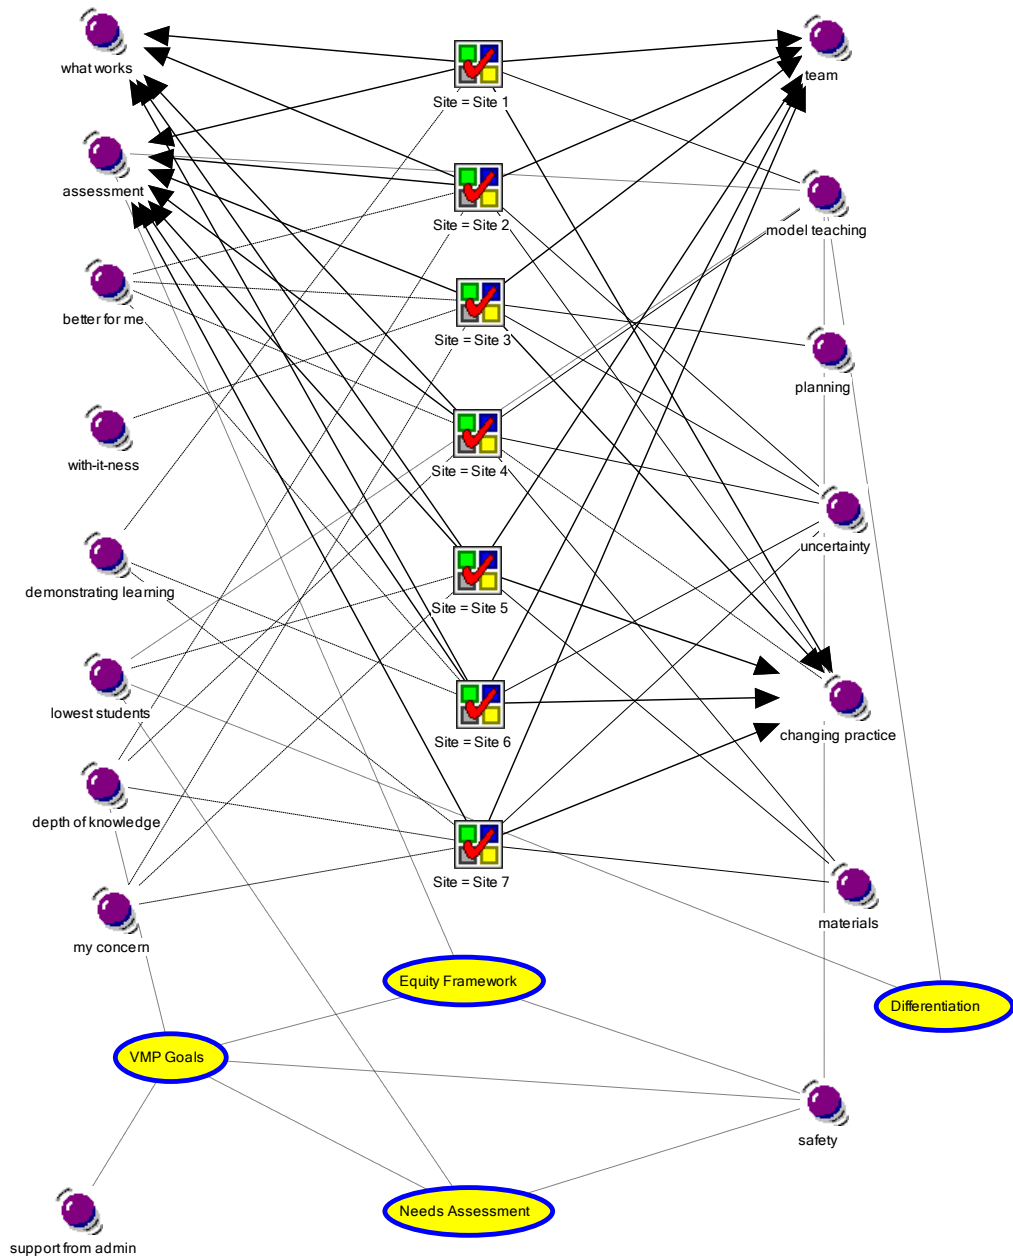 what works
team
Site = Site 1
assessment
Site = Site 2
model teaching
better for me
Site = Site 3
planning
with-it-ness
Site = Site 4
uncertainty
demonstrating learning
Site = Site 5
lowest students
Site = Site 6
changing practice
depth of knowledge
Site = Site 7
materials
my concern
Equity Framework
Differentiation
VMP Goals
safety
Needs Assessment
support from admin